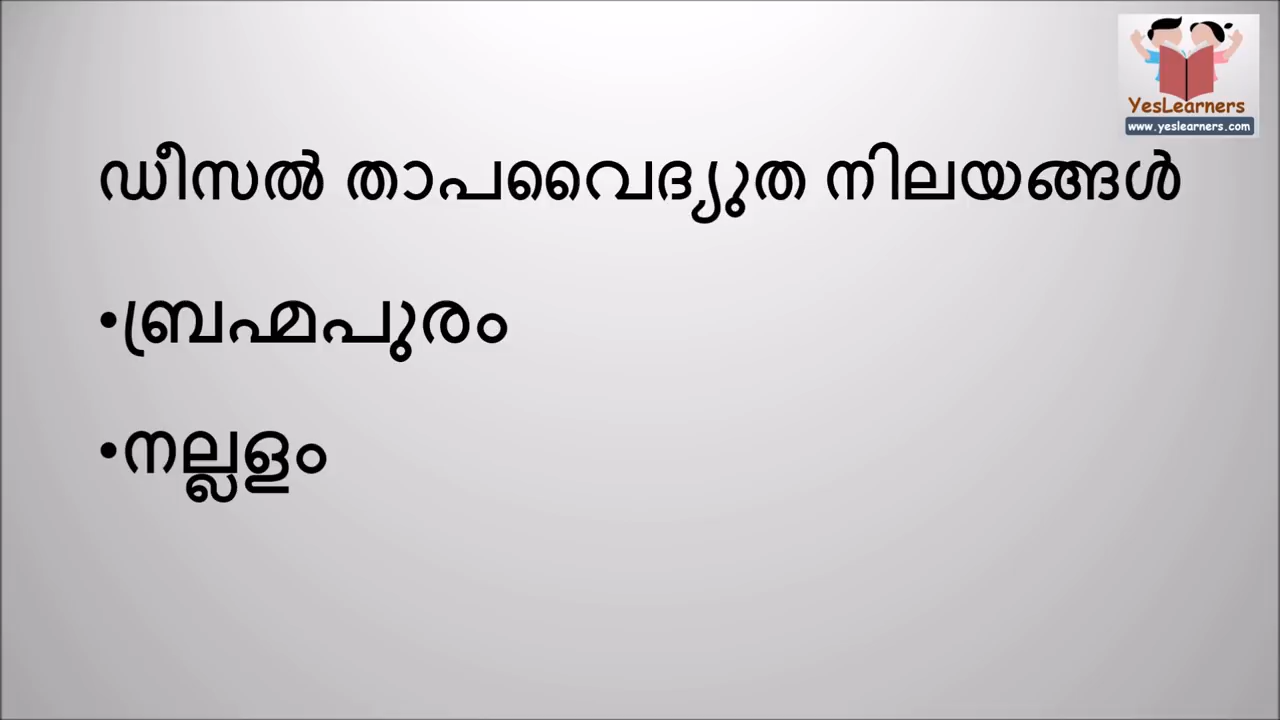 YesLearners
www.yeslearners.com
ഡീസൽ താപവൈദ്യുത നിലയങ്ങൾ
•ബ്രഹ്മപുരം
•നല്ലളം